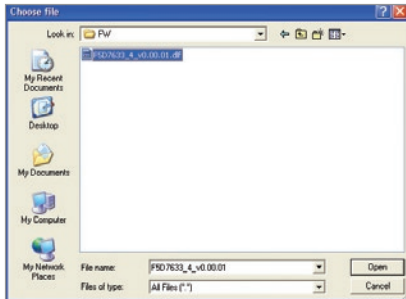 Choose file
Look in: FW
F5D7633_4_v0.00.01.dlf
My Recent
Documents
Desktop
My Documents
My Computer
My Network
Places
File name: F5D7633_4_v0.00.01 Open
Files of type: All Files (*.*) Cancel